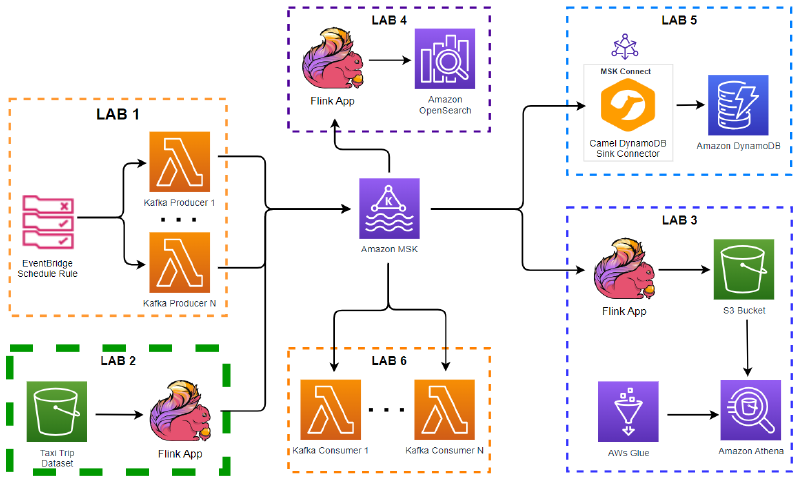 LAB 1
EventBridge
Schedule Rule
Kafka Producer 1
Kafka Producer N
LAB 2
Taxi Trip
Dataset
Flink App
LAB 4
Flink App
Amazon
OpenSearch
K
Amazon MSK
LAB 6
Kafka Consumer 1
Kafka Consumer N
LAB 5
MSK Connect
Camel DynamoDB
Sink Connector
Amazon DynamoDB
LAB 3
Flink App
S3 Bucket
AWs Glue
Amazon Athena